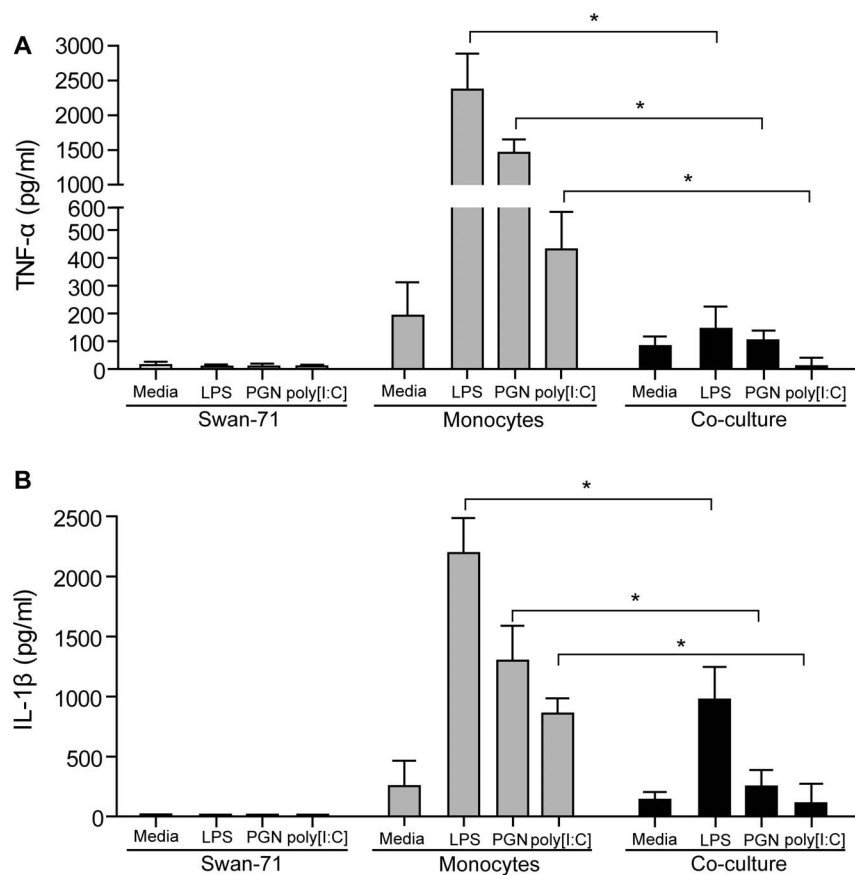 A
TNF-α (pg/ml)
3000
2500
2000
1500
1000
600
400
300
200
100
0
*
*
*
Media LPS PGN poly[I:C] Media LPS PGN poly[I:C] Media LPS PGN poly[I:C]
Swan-71 Monocytes Co-culture
B
IL-1β (pg/ml)
2500
2000
1500
1000
500
0
*
*
*
Media LPS PGN poly[I:C] Media LPS PGN poly[I:C] Media LPS PGN poly[I:C]
Swan-71 Monocytes Co-culture